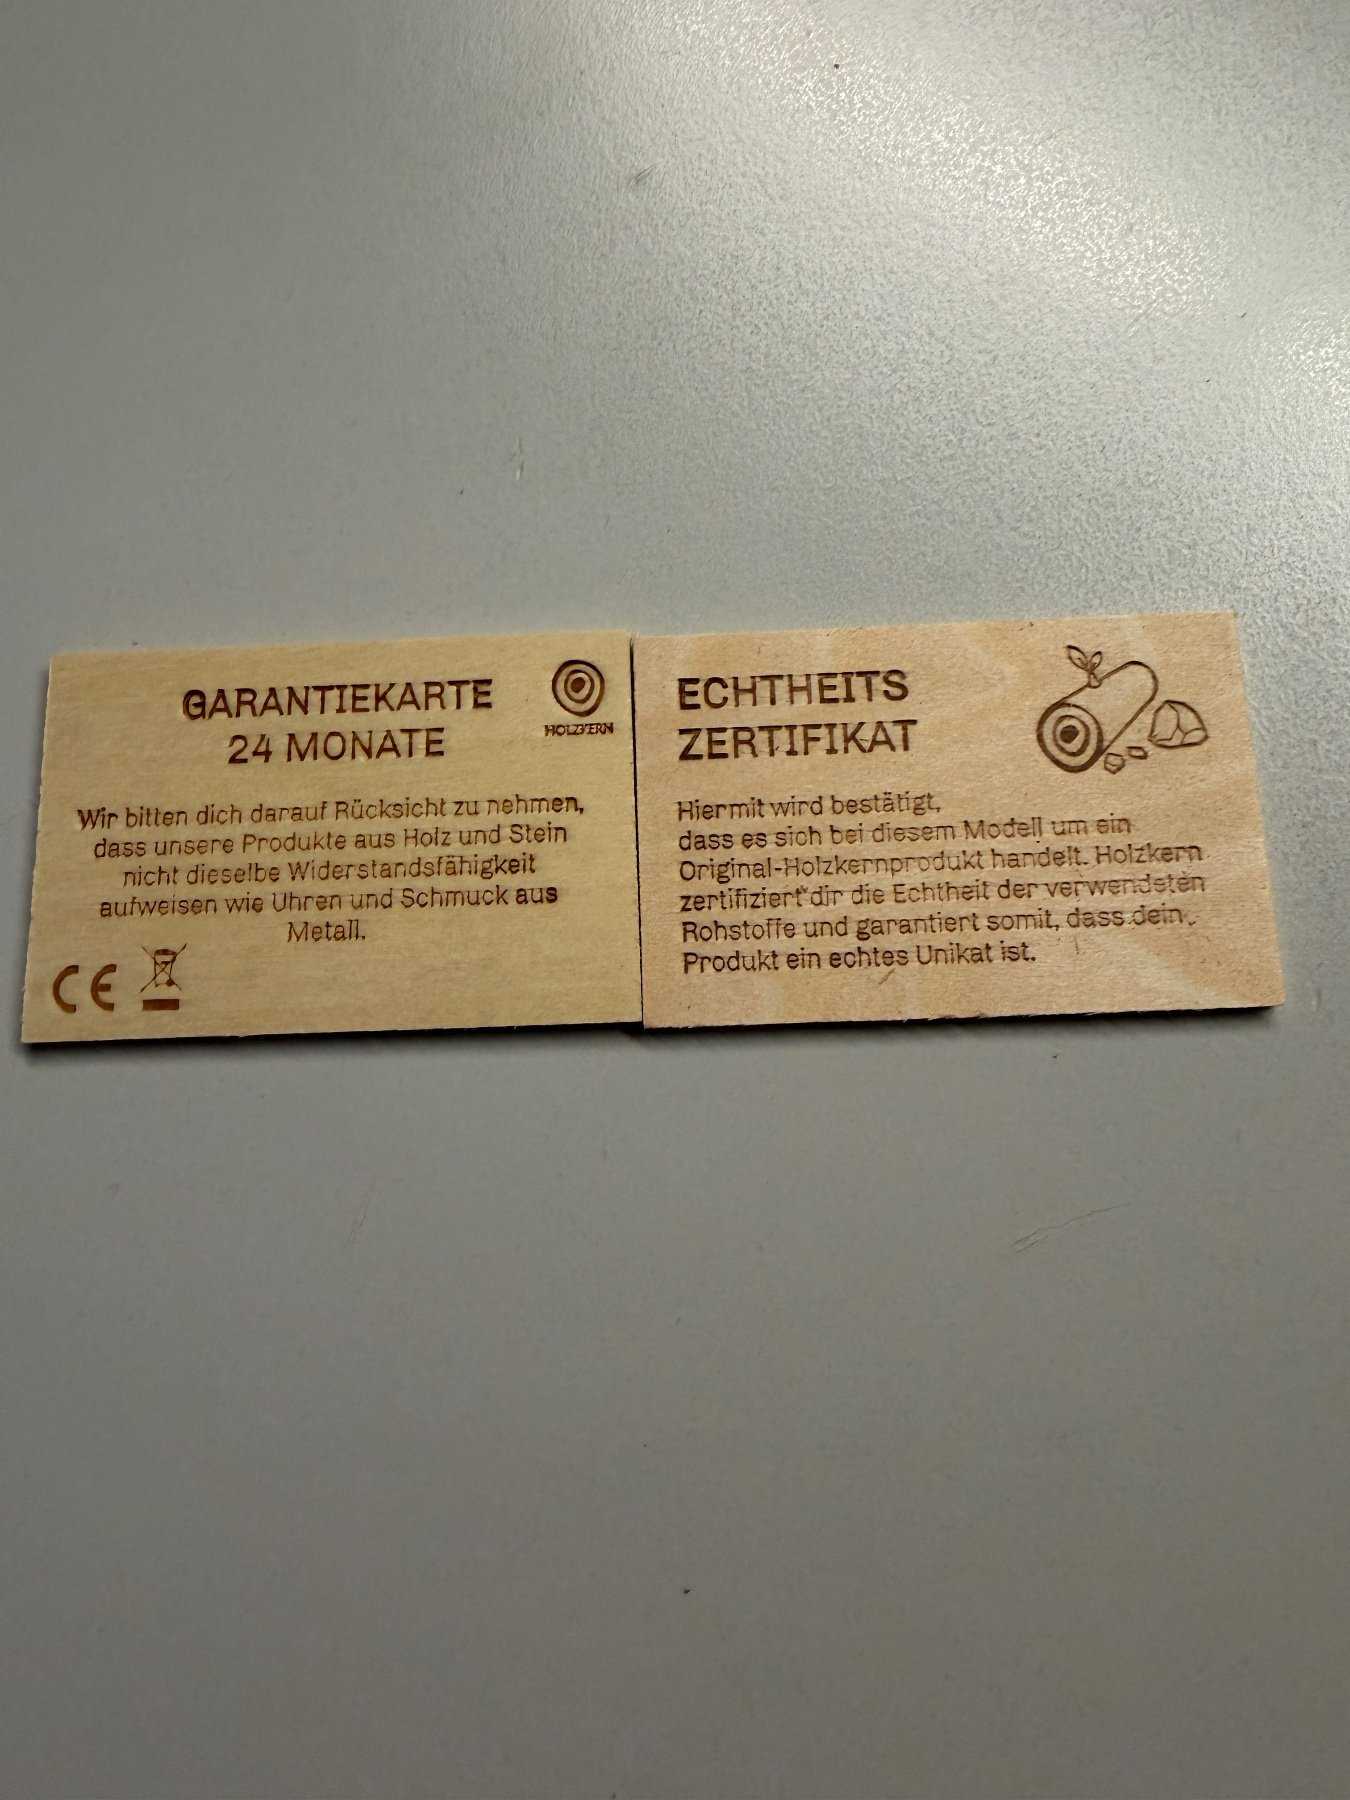 GARANTIEKARTE
24 MONATE
HOLZKERN
Wir bitten dich darauf Rücksicht zu nehmen,
dass unsere Produkte aus Holz und Stein
nicht dieselbe Widerstandsfähigkeit
aufweisen wie Uhren und Schmuck aus
Metall.
CE
ECHTHEITS
ZERTIFIKAT
Hiermit wird bestätigt,
dass es sich bei diesem Modell um ein
Original-Holzkernprodukt handelt. Holzkern
zertifiziert dir die Echtheit der verwendeten
Rohstoffe und garantiert somit, dass dein
Produkt ein echtes Unikat ist.